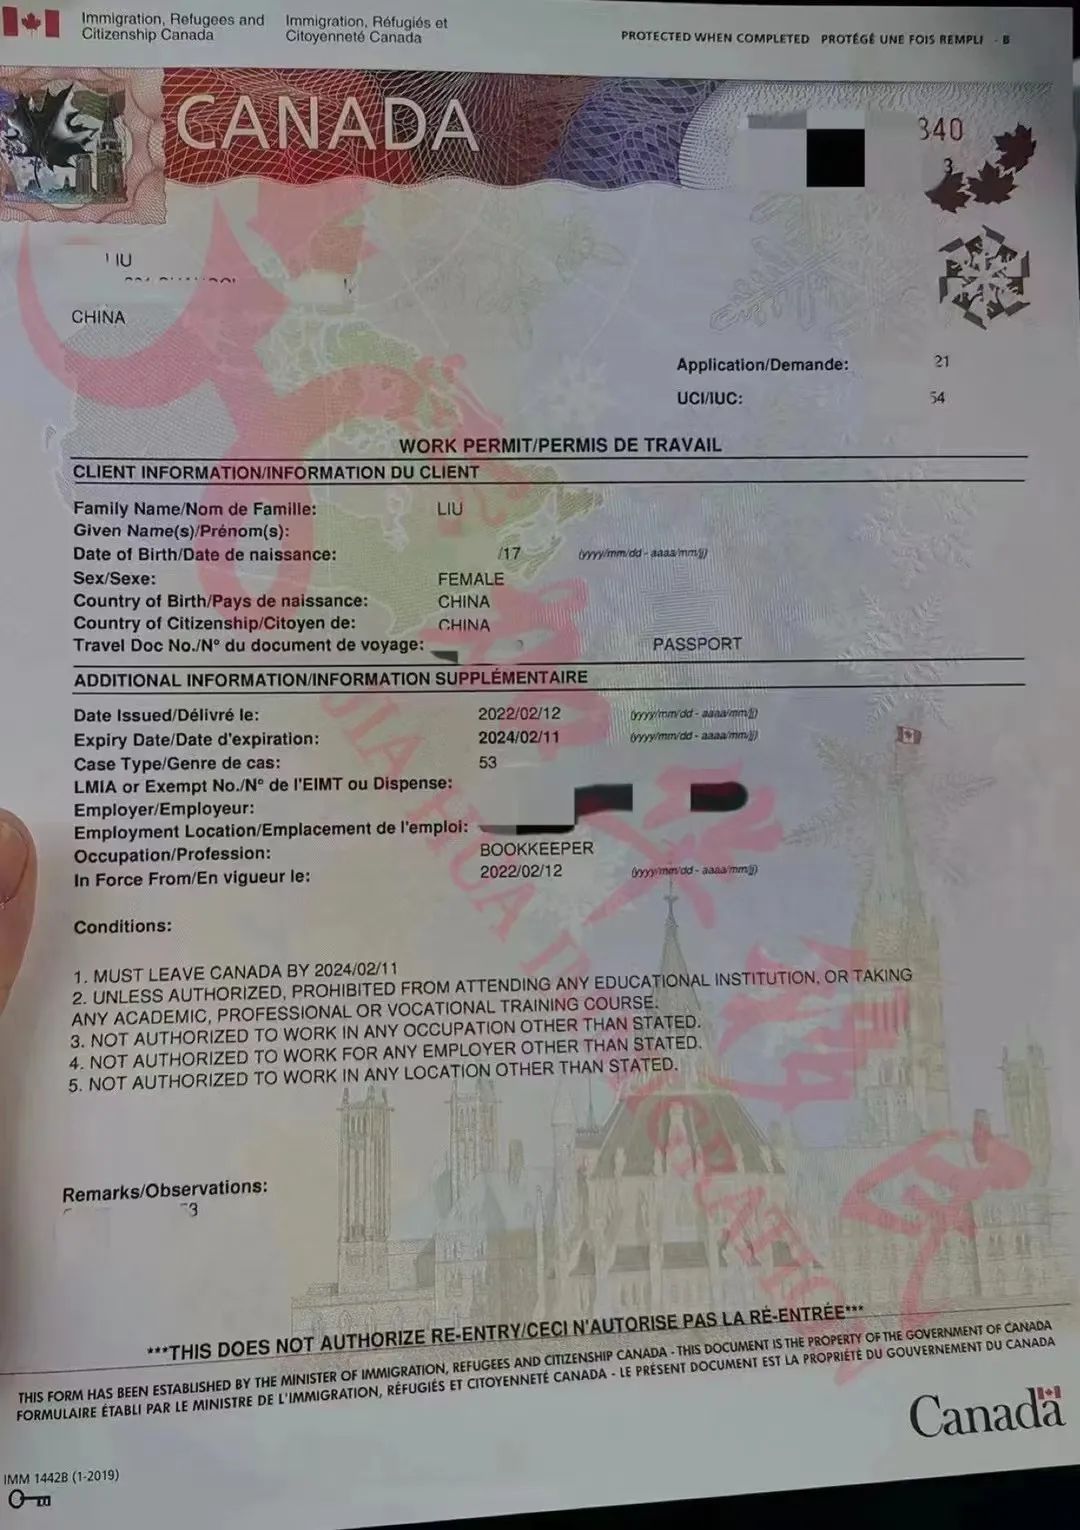 Immigration, Refugees and Citizenship Canada
Immigration, Réfugiés et Citoyenneté Canada
PROTECTED WHEN COMPLETED PROTÉGÉ UNE FOIS REMPLI - B
CANADA
340
3
LIU
CHINA
Application/Demande: 21
UCI/IUC: 54
WORK PERMIT/PERMIS DE TRAVAIL
CLIENT INFORMATION/INFORMATION DU CLIENT
Family Name/Nom de Famille: LIU
Given Name(s)/Prénom(s):
Date of Birth/Date de naissance: /17 (yyyy/mm/dd - aaaa/mm/jj)
Sex/Sexe: FEMALE
Country of Birth/Pays de naissance: CHINA
Country of Citizenship/Citoyen de: CHINA
Travel Doc No./N° du document de voyage: PASSPORT
ADDITIONAL INFORMATION/INFORMATION SUPPLÉMENTAIRE
Date Issued/Délivré le: 2022/02/12 (yyyy/mm/dd - aaaa/mm/jj)
Expiry Date/Date d'expiration: 2024/02/11 (yyyy/mm/dd - aaaa/mm/jj)
Case Type/Genre de cas: 53
LMIA or Exempt No./N° de l'EIMT ou Dispense:
Employer/Employeur:
Employment Location/Emplacement de l'emploi:
Occupation/Profession: BOOKKEEPER
In Force From/En vigueur le: 2022/02/12 (yyyy/mm/dd - aaaa/mm/jj)
Conditions:
1. MUST LEAVE CANADA BY 2024/02/11
2. UNLESS AUTHORIZED, PROHIBITED FROM ATTENDING ANY EDUCATIONAL INSTITUTION, OR TAKING
ANY ACADEMIC, PROFESSIONAL OR VOCATIONAL TRAINING COURSE.
3. NOT AUTHORIZED TO WORK IN ANY OCCUPATION OTHER THAN STATED.
4. NOT AUTHORIZED TO WORK FOR ANY EMPLOYER OTHER THAN STATED.
5. NOT AUTHORIZED TO WORK IN ANY LOCATION OTHER THAN STATED.
JIA HUA IMMIGRATION
Remarks/Observations:
3
***THIS DOES NOT AUTHORIZE RE-ENTRY/CECI N'AUTORISE PAS LA RÉ-ENTRÉE***
THIS FORM HAS BEEN ESTABLISHED BY THE MINISTER OF IMMIGRATION, REFUGEES AND CITIZENSHIP CANADA - THIS DOCUMENT IS THE PROPERTY OF THE GOVERNMENT OF CANADA
FORMULAIRE ÉTABLI PAR LE MINISTRE DE L'IMMIGRATION, RÉFUGIÉS ET CITOYENNETÉ CANADA - LE PRÉSENT DOCUMENT EST LA PROPRIÉTÉ DU GOUVERNEMENT DU CANADA
Canada
IMM 1442B (1-2019)